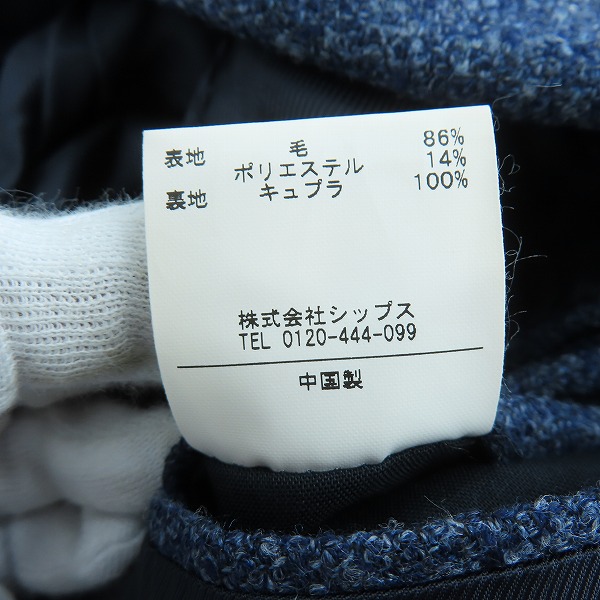 表地 毛 86%
ポリエステル 14%
裏地 キュプラ 100%
株式会社シップス
TEL 0120-444-099
中国製